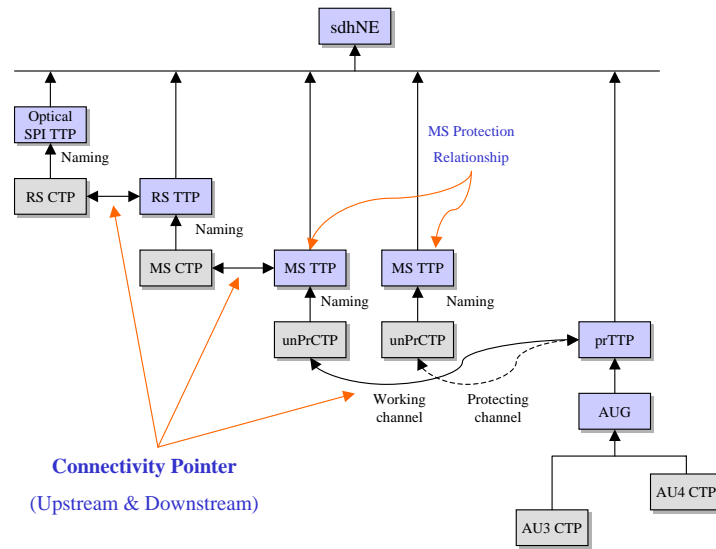 sdhNE
Optical
SPI TTP
MS Protection
Relationship
Naming
RS CTP
RS TTP
Naming
MS CTP
MS TTP
MS TTP
Naming
Naming
unPrCTP
unPrCTP
prTTP
Working
channel
Protecting
channel
AUG
Connectivity Pointer
(Upstream & Downstream)
AU4 CTP
AU3 CTP